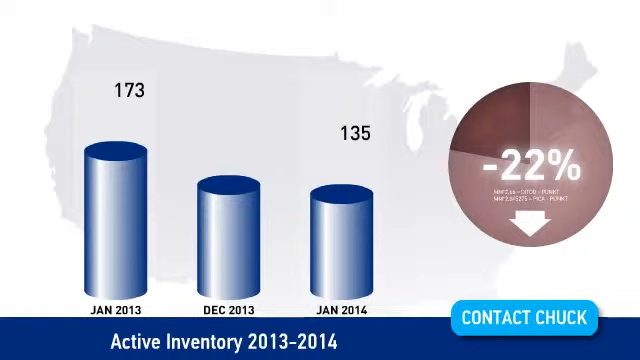 173
135
-22%
JAN 2013
DEC 2013
JAN 2014
CONTACT CHUCK
Active Inventory 2013-2014